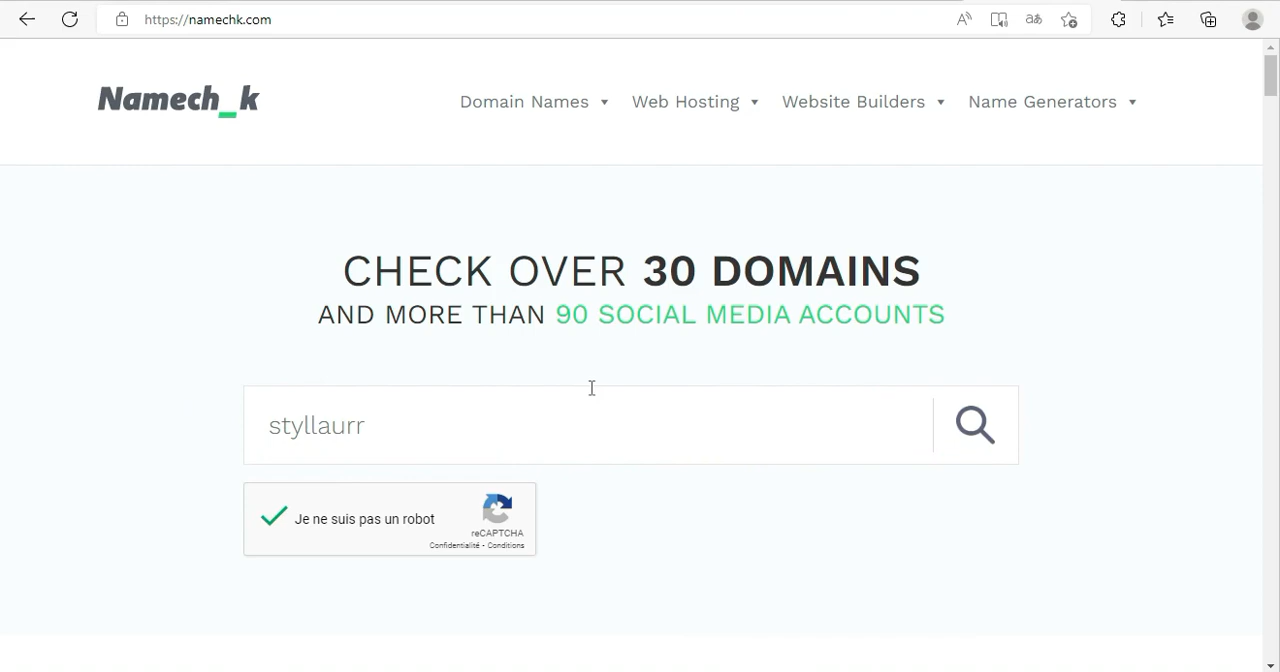 https://namechk.com
Namech_k
Domain Names Web Hosting Website Builders Name Generators
CHECK OVER 30 DOMAINS
AND MORE THAN 90 SOCIAL MEDIA ACCOUNTS
styllaurr
Je ne suis pas un robot
reCAPTCHA
Confidentialité - Conditions